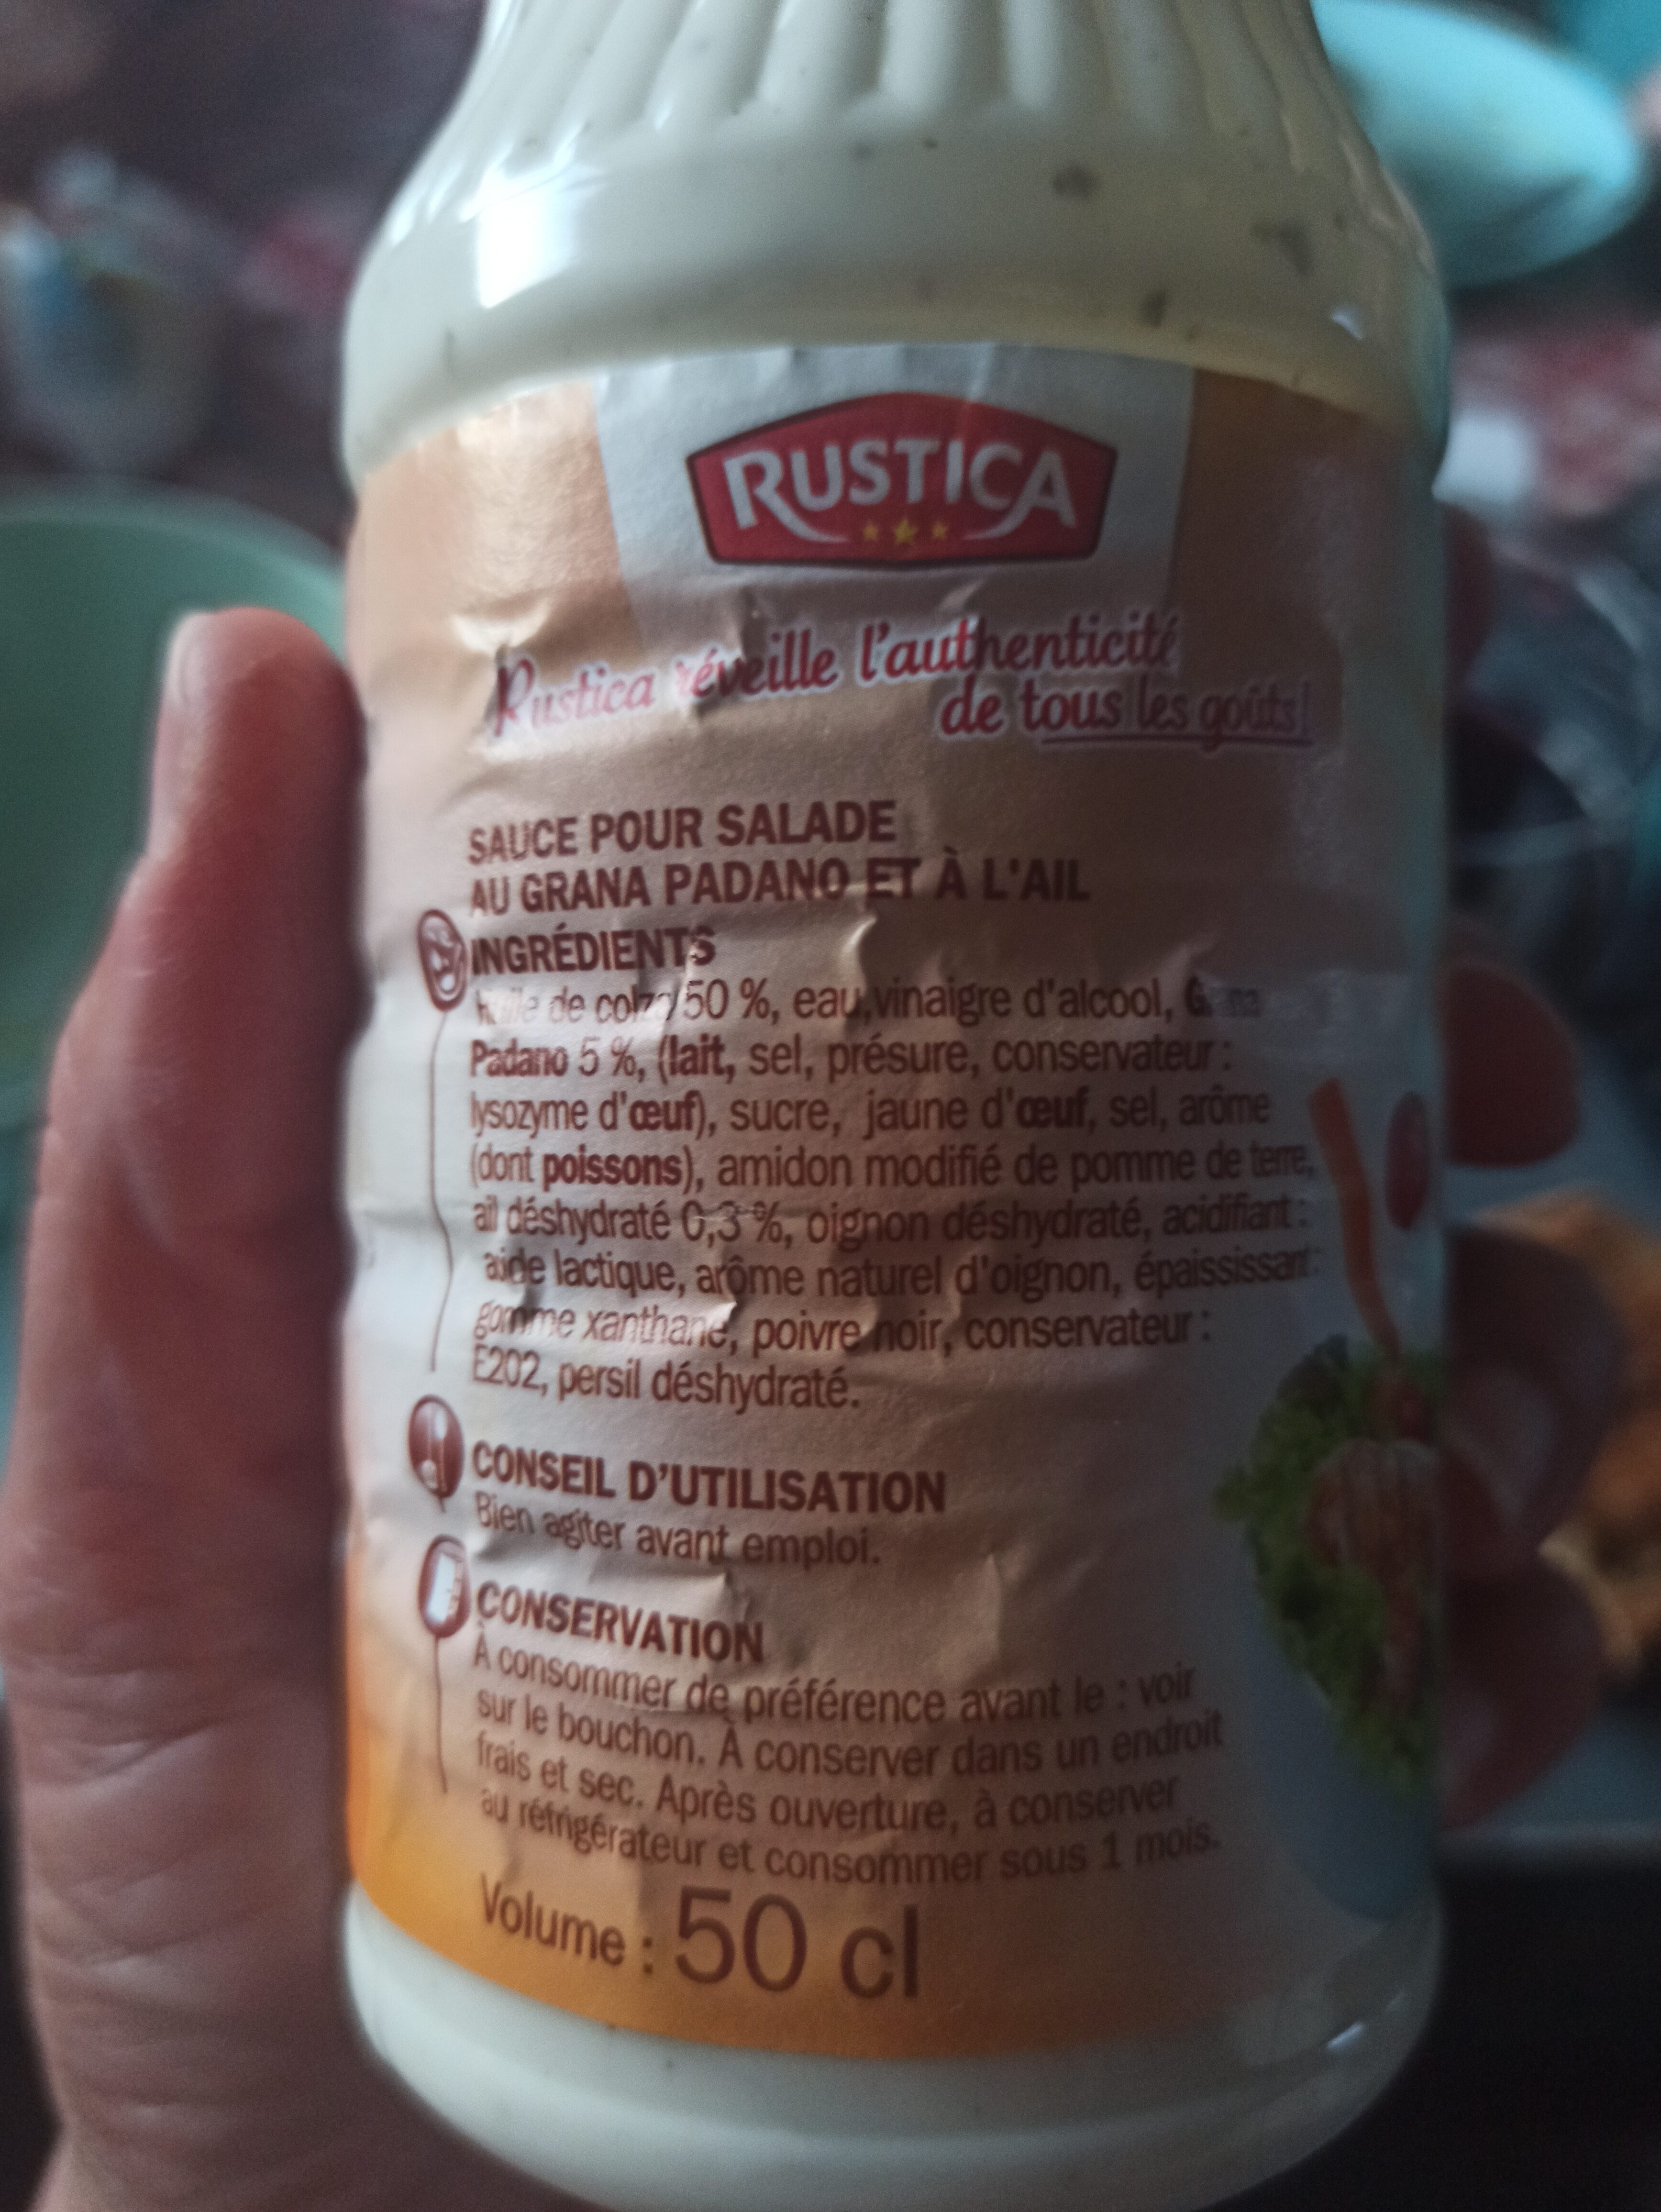 RUSTICA
Rustica réveille l'authenticité
de tous les goûts!
SAUCE POUR SALADE
AU GRANA PADANO ET À L'AIL
INGRÉDIENTS
Huile de colza 50 %, eau, vinaigre d'alcool, Grana
Padano 5 %, (lait, sel, présure, conservateur :
lysozyme d'œuf), sucre, jaune d'œuf, sel, arôme
(dont poissons), amidon modifié de pomme de terre,
ail déshydraté 0,3 %, oignon déshydraté, acidifiant :
aide lactique, arôme naturel d'oignon, épaississant :
gomme xanthane, poivre noir, conservateur :
E202, persil déshydraté.
CONSEIL D'UTILISATION
Bien agiter avant emploi.
CONSERVATION
À consommer de préférence avant le : voir
sur le bouchon. À conserver dans un endroit
frais et sec. Après ouverture, à conserver
au réfrigérateur et consommer sous 1 mois.
Volume : 50 cl